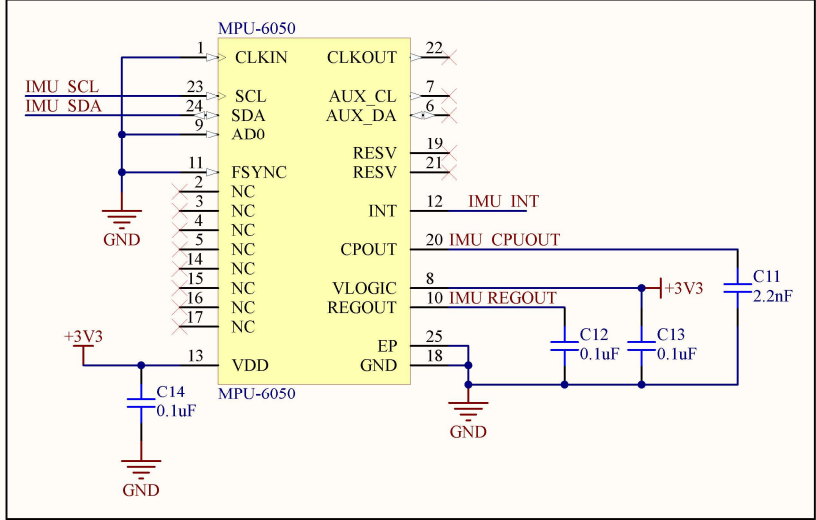 MPU-6050
1 CLKIN CLKOUT 22
IMU_SCL 23 SCL AUX_CL 7
IMU_SDA 24 SDA AUX_DA 6
9 AD0
RESV 19
11 FSYNC RESV 21
2 NC
3 NC INT 12 IMU_INT
GND
4 NC
5 NC CPOUT 20 IMU_CPUOUT
14 NC
C11
15 NC VLOGIC 8 +3V3
2.2nF
16 NC REGOUT 10 IMU REGOUT
17 NC
+3V3
C12 C13
EP 25
0.1uF 0.1uF
13 VDD GND 18
C14
MPU-6050
0.1uF
GND
GND